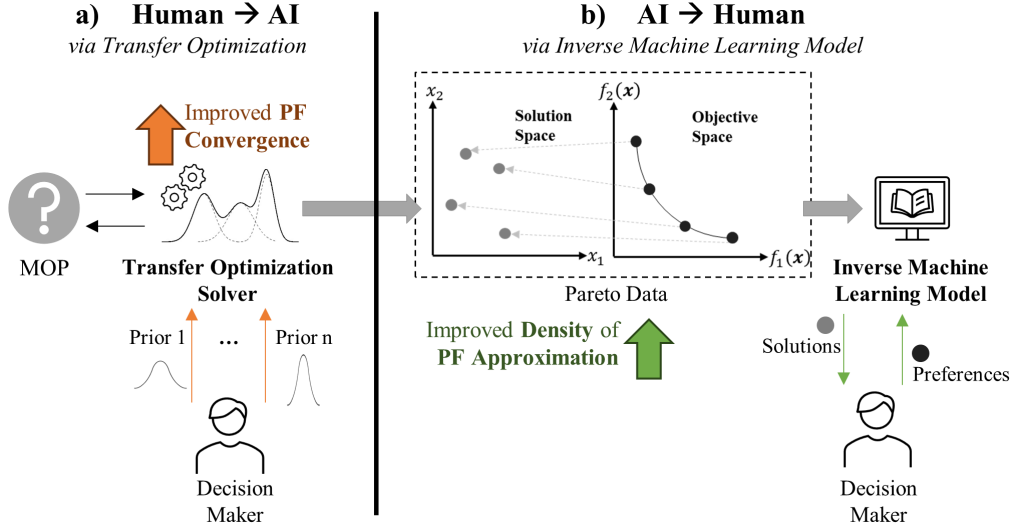 a) Human → AI
via Transfer Optimization
Improved PF
Convergence
?
MOP
Transfer Optimization
Solver
Prior 1
...
Prior n
Decision
Maker
b) AI → Human
via Inverse Machine Learning Model
x₂
Solution
Space
x₁
f₂(x)
Objective
Space
f₁(x)
Pareto Data
Improved Density of
PF Approximation
Inverse Machine
Learning Model
Solutions
Preferences
Decision
Maker